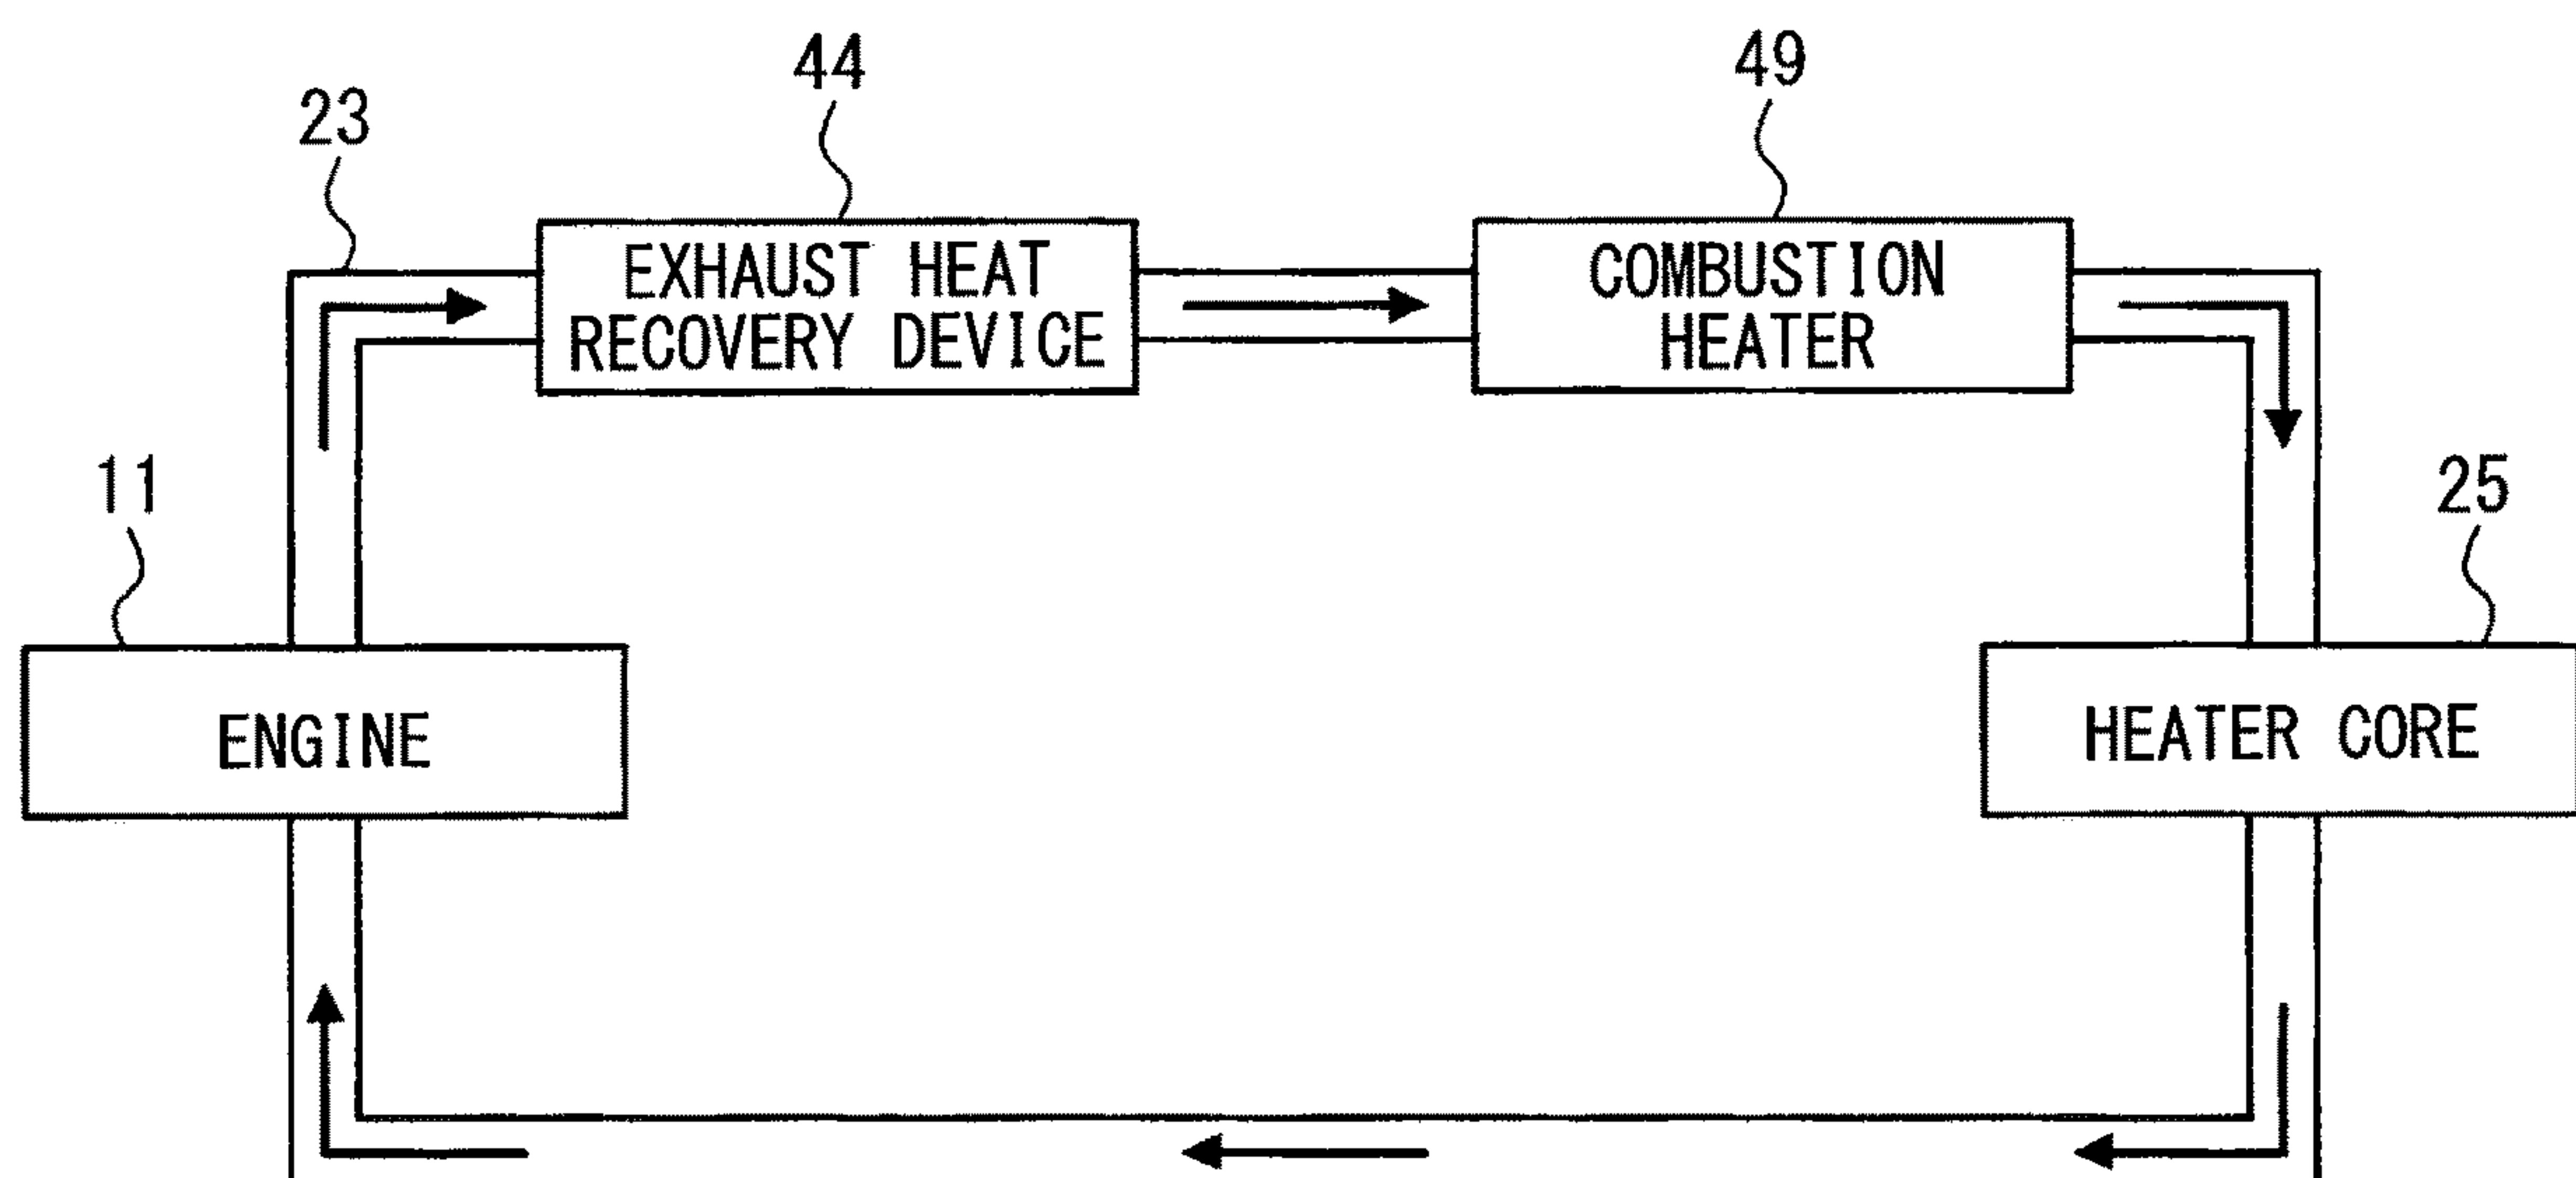 44
49
23
EXHAUST HEAT
RECOVERY DEVICE
COMBUSTION
HEATER
11
25
ENGINE
HEATER CORE